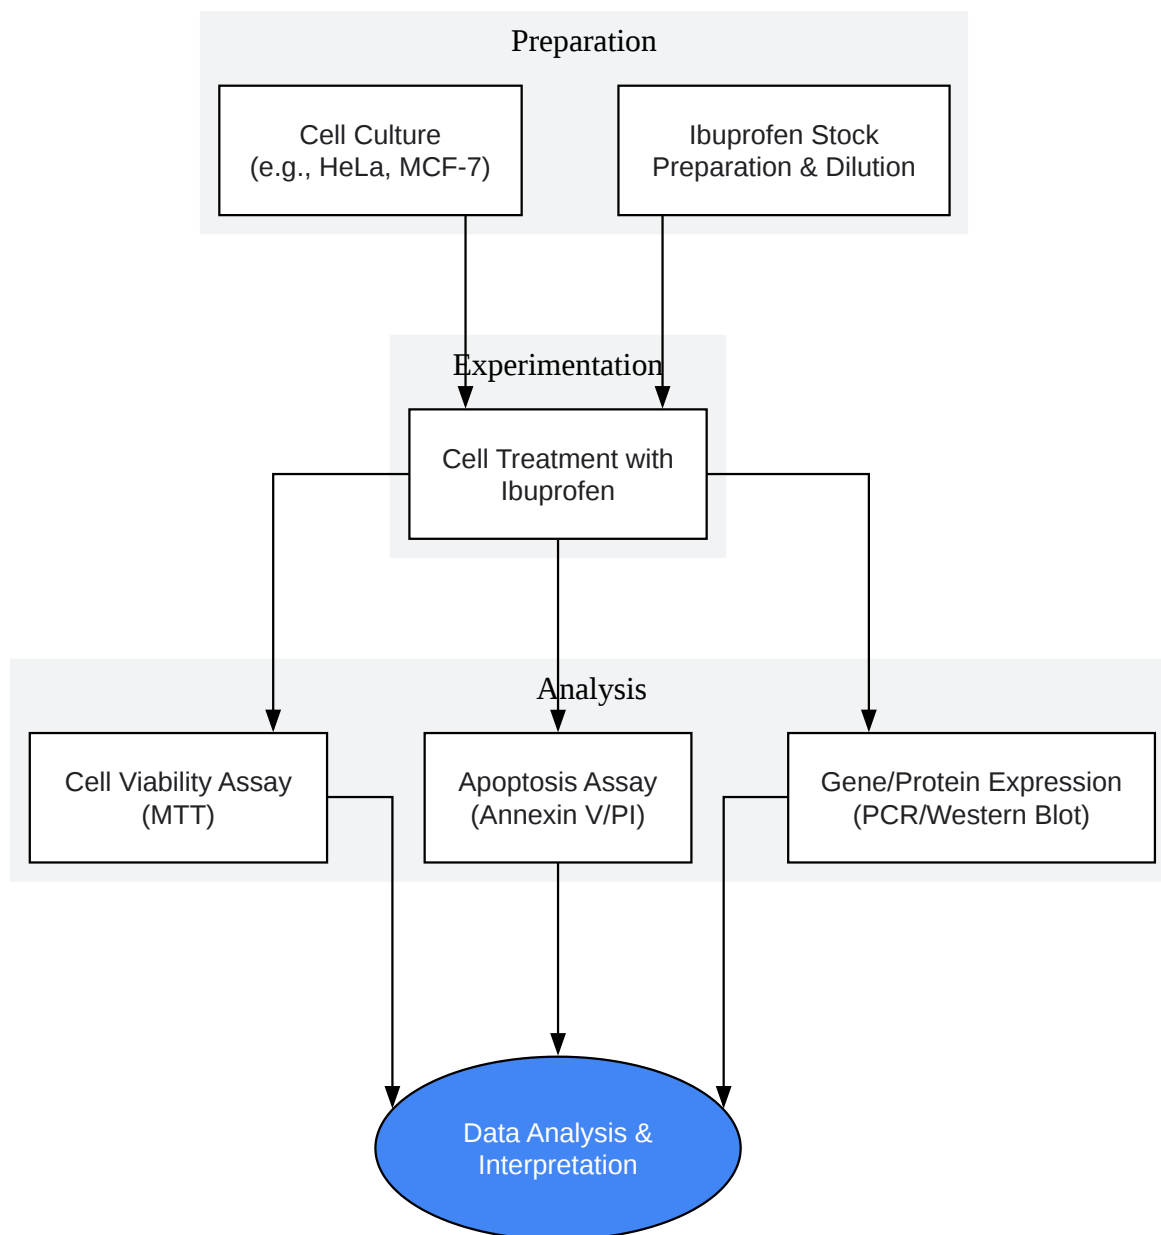 Preparation
Cell Culture
(e.g., HeLa, MCF-7)
Ibuprofen Stock
Preparation & Dilution
Experimentation
Cell Treatment with
Ibuprofen
Analysis
Cell Viability Assay
(MTT)
Apoptosis Assay
(Annexin V/PI)
Gene/Protein Expression
(PCR/Western Blot)
Data Analysis &
Interpretation